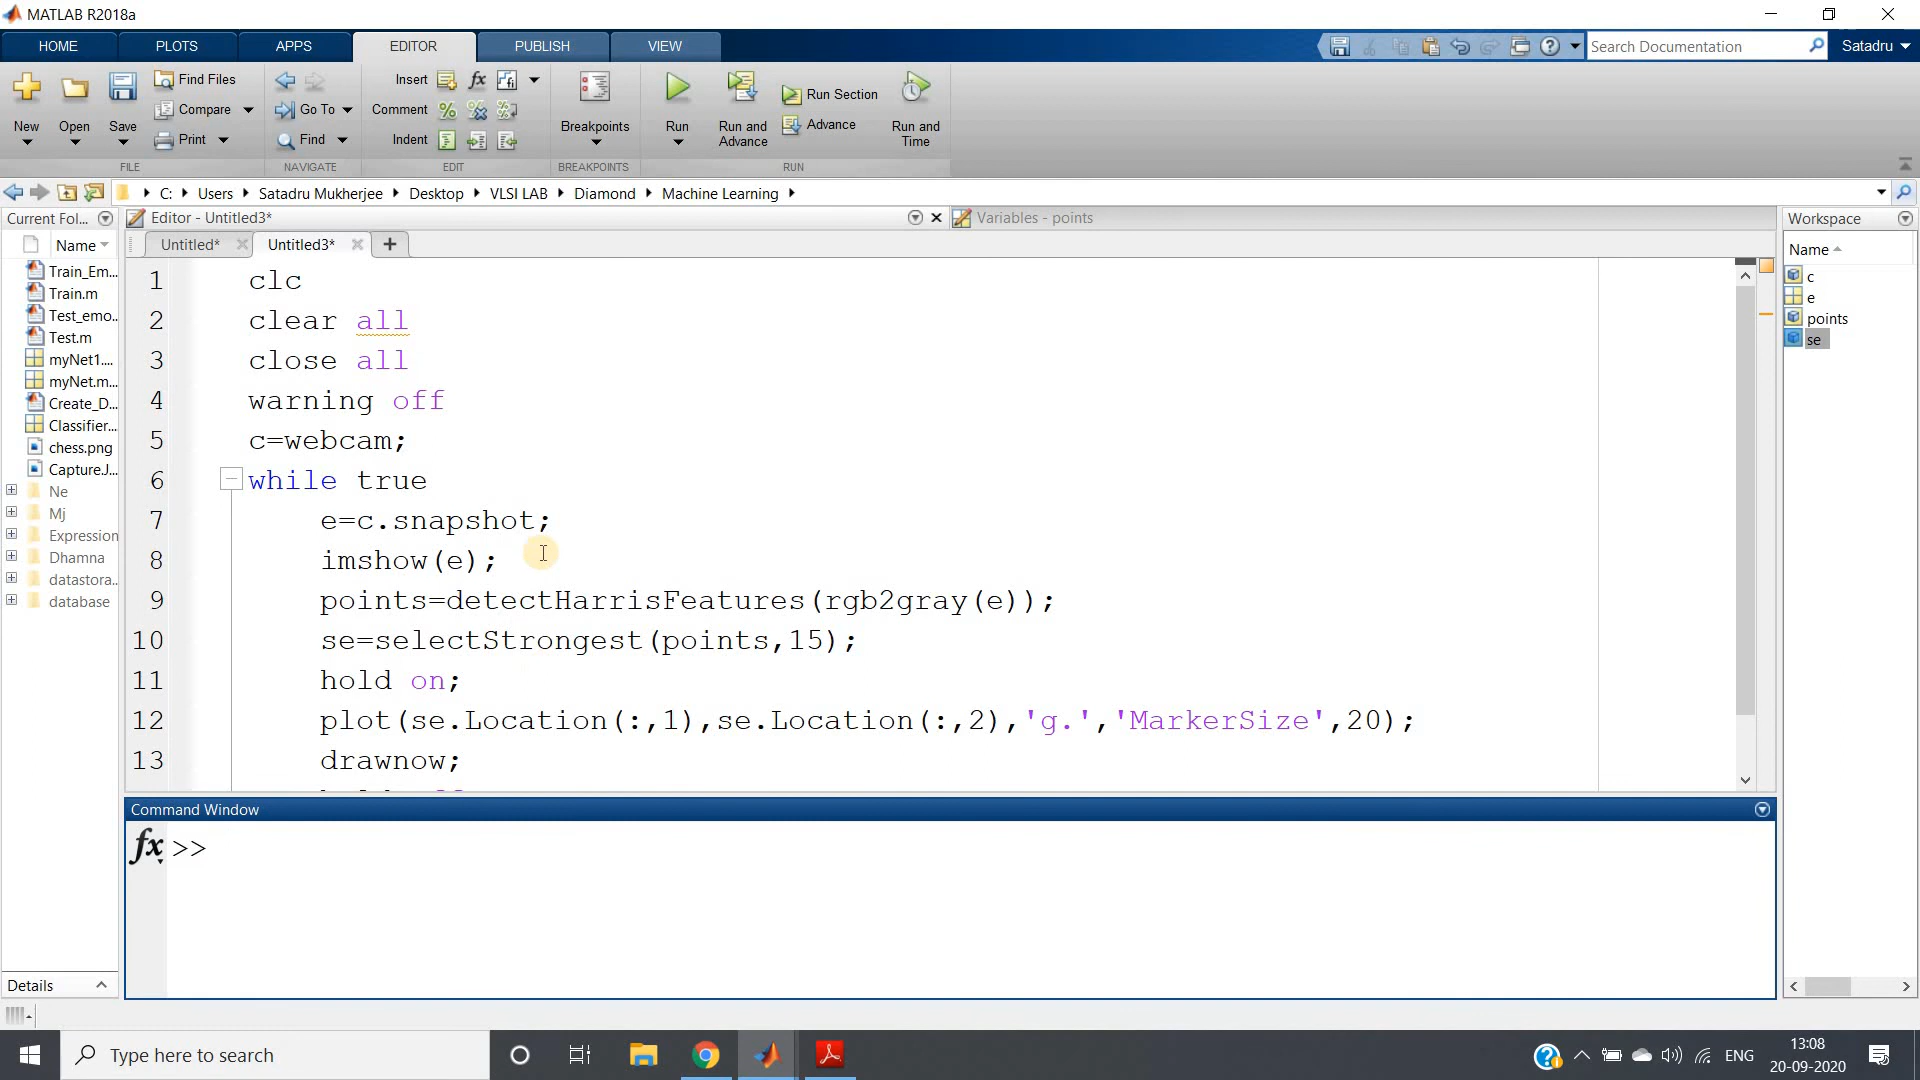 MATLAB R2018a
HOME PLOTS APPS EDITOR PUBLISH VIEW
Search Documentation Satadru
New Open Save
Find Files
Compare
Print
FILE
Go To
Find
NAVIGATE
Insert
Comment
Indent
EDIT
Breakpoints
BREAKPOINTS
Run
Run and Advance
Run Section
Advance
Run and Time
RUN
C: Users Satadru Mukherjee Desktop VLSI LAB Diamond Machine Learning
Current Fol...
Name
Train_Em...
Train.m
Test_emo...
Test.m
myNet1....
myNet.m...
Create_D...
Classifier...
chess.png
Capture.J...
Ne
Mj
Expression
Dhamna
datastora...
database
Details
Editor - Untitled3*
Variables - points
Untitled* Untitled3*
1 clc
2 clear all
3 close all
4 warning off
5 c=webcam;
6 while true
7 e=c.snapshot;
8 imshow(e);
9 points=detectHarrisFeatures(rgb2gray(e));
10 se=selectStrongest(points,15);
11 hold on;
12 plot(se.Location(:,1),se.Location(:,2),'g.','MarkerSize',20);
13 drawnow;
Command Window
fx >>
Workspace
Name
c
e
points
se
Type here to search
ENG
13:08
20-09-2020